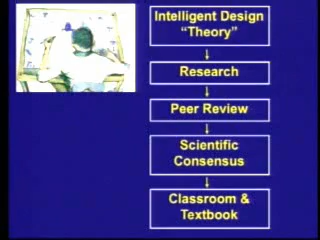 Intelligent Design
“Theory”
Research
Peer Review
Scientific
Consensus
Classroom &
Textbook